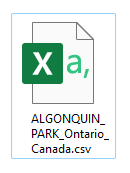 X a,
ALGONQUIN_
PARK_Ontario_
Canada.csv